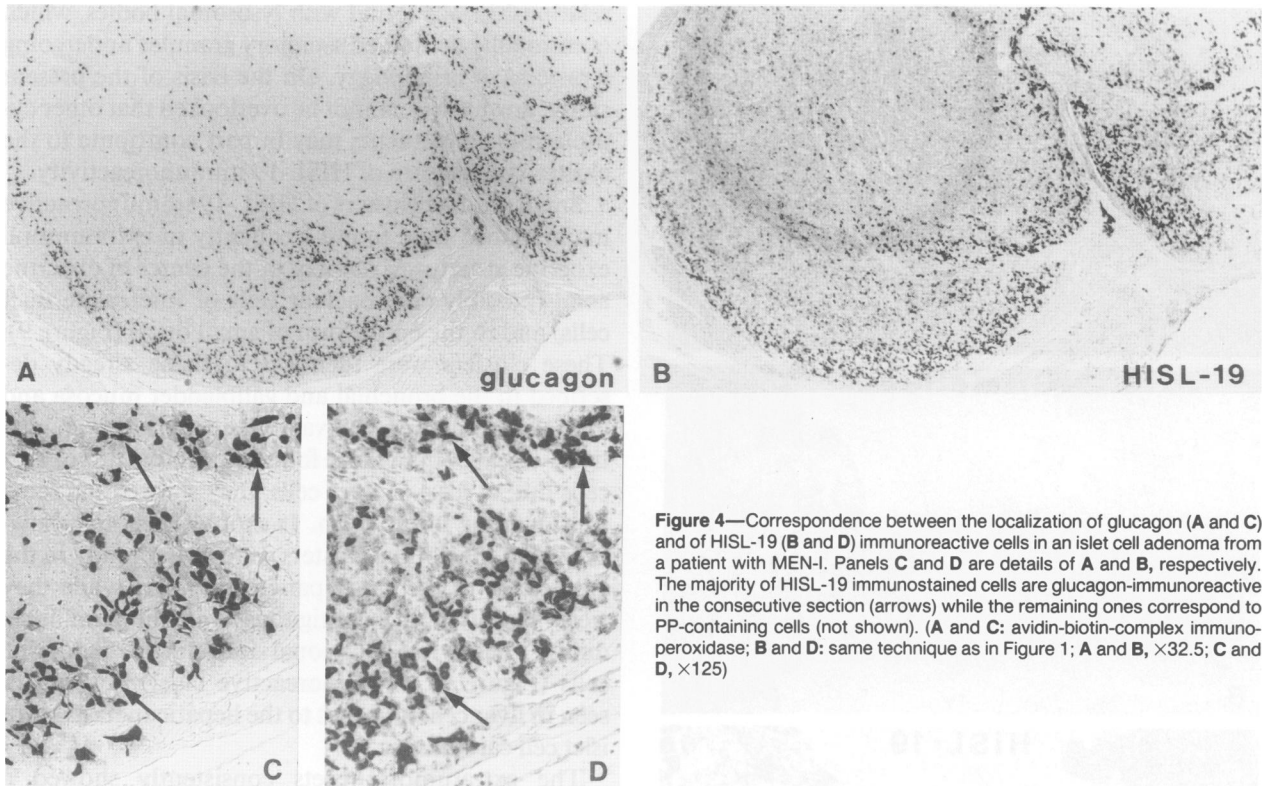 A
glucagon
B
HISL-19
C
D
Figure 4—Correspondence between the localization of glucagon (A and C)
and of HISL-19 (B and D) immunoreactive cells in an islet cell adenoma from
a patient with MEN-I. Panels C and D are details of A and B, respectively.
The majority of HISL-19 immunostained cells are glucagon-immunoreactive
in the consecutive section (arrows) while the remaining ones correspond to
PP-containing cells (not shown). (A and C: avidin-biotin-complex immuno-
peroxidase; B and D: same technique as in Figure 1; A and B, ×32.5; C and
D, ×125)